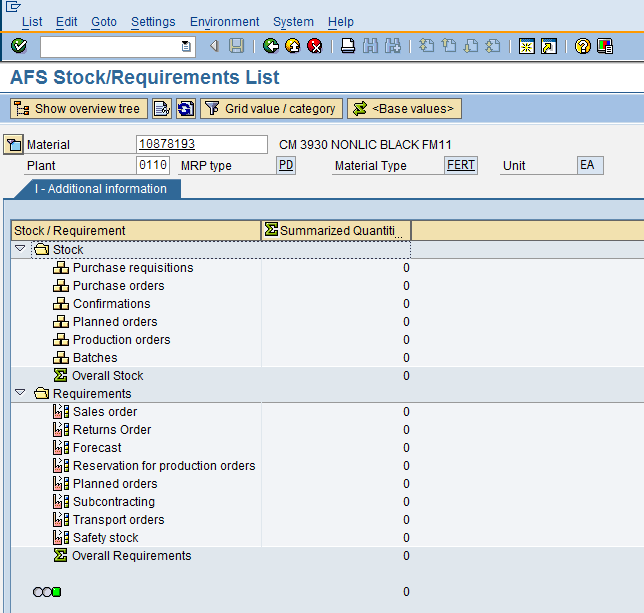 List Edit Goto Settings Environment System Help
AFS Stock/Requirements List
Show overview tree Grid value / category <Base values>
Material 10878193 CM 3930 NONLIC BLACK FM11
Plant 0110 MRP type PD Material Type FERT Unit EA
I - Additional information
Stock / Requirement Summarized Quantiti...
Stock
Purchase requisitions 0
Purchase orders 0
Confirmations 0
Planned orders 0
Production orders 0
Batches 0
Overall Stock 0
Requirements
Sales order 0
Returns Order 0
Forecast 0
Reservation for production orders 0
Planned orders 0
Subcontracting 0
Transport orders 0
Safety stock 0
Overall Requirements 0
0